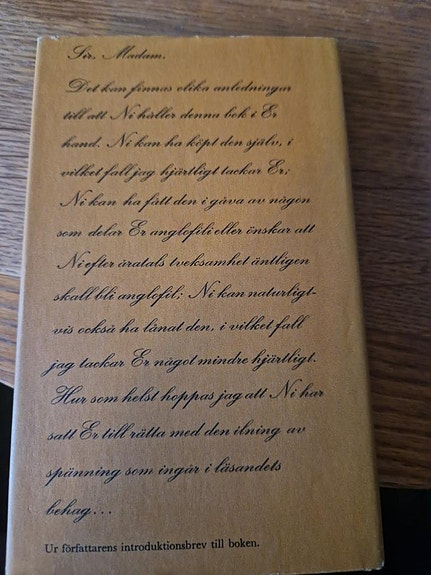 Sir, Madam,
Det kan finnas olika anledningar
till att Ni håller denna bok i Er
hand. Ni kan ha köpt den själv, i
vilket fall jag hjärtligt tackar Er;
Ni kan ha fått den i gåva av någon
som delar Er anglofili eller önskar att
Ni efter åratals tveksamhet äntligen
skall bli anglofil; Ni kan naturligt-
vis också ha lånat den, i vilket fall
jag tackar Er något mindre hjärtligt.
Hur som helst hoppas jag att Ni har
satt Er till rätta med den ilning av
spänning som ingår i läsandets
behag...
Ur författarens introduktionsbrev till boken.